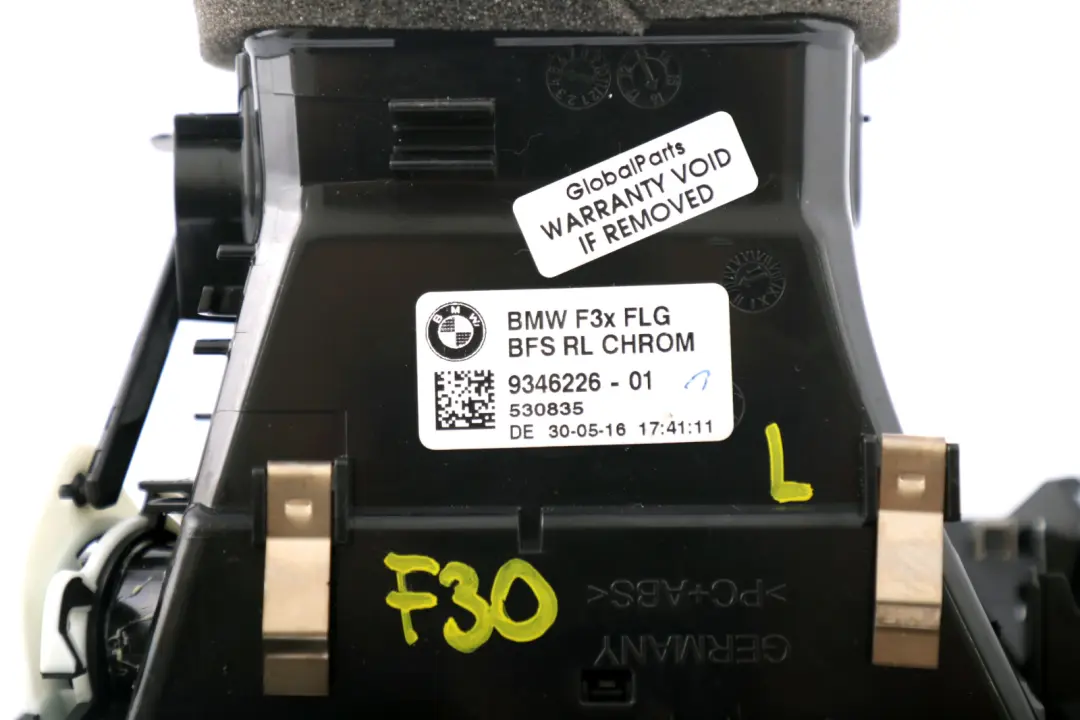 GlobalParts
WARRANTY VOID
IF REMOVED
BMW
BMW F3x FLG
BFS RL CHROM
9346226 - 01
530835
DE 30-05-16 17:41:11
L
F30
>PC+ABS<
GERMANY